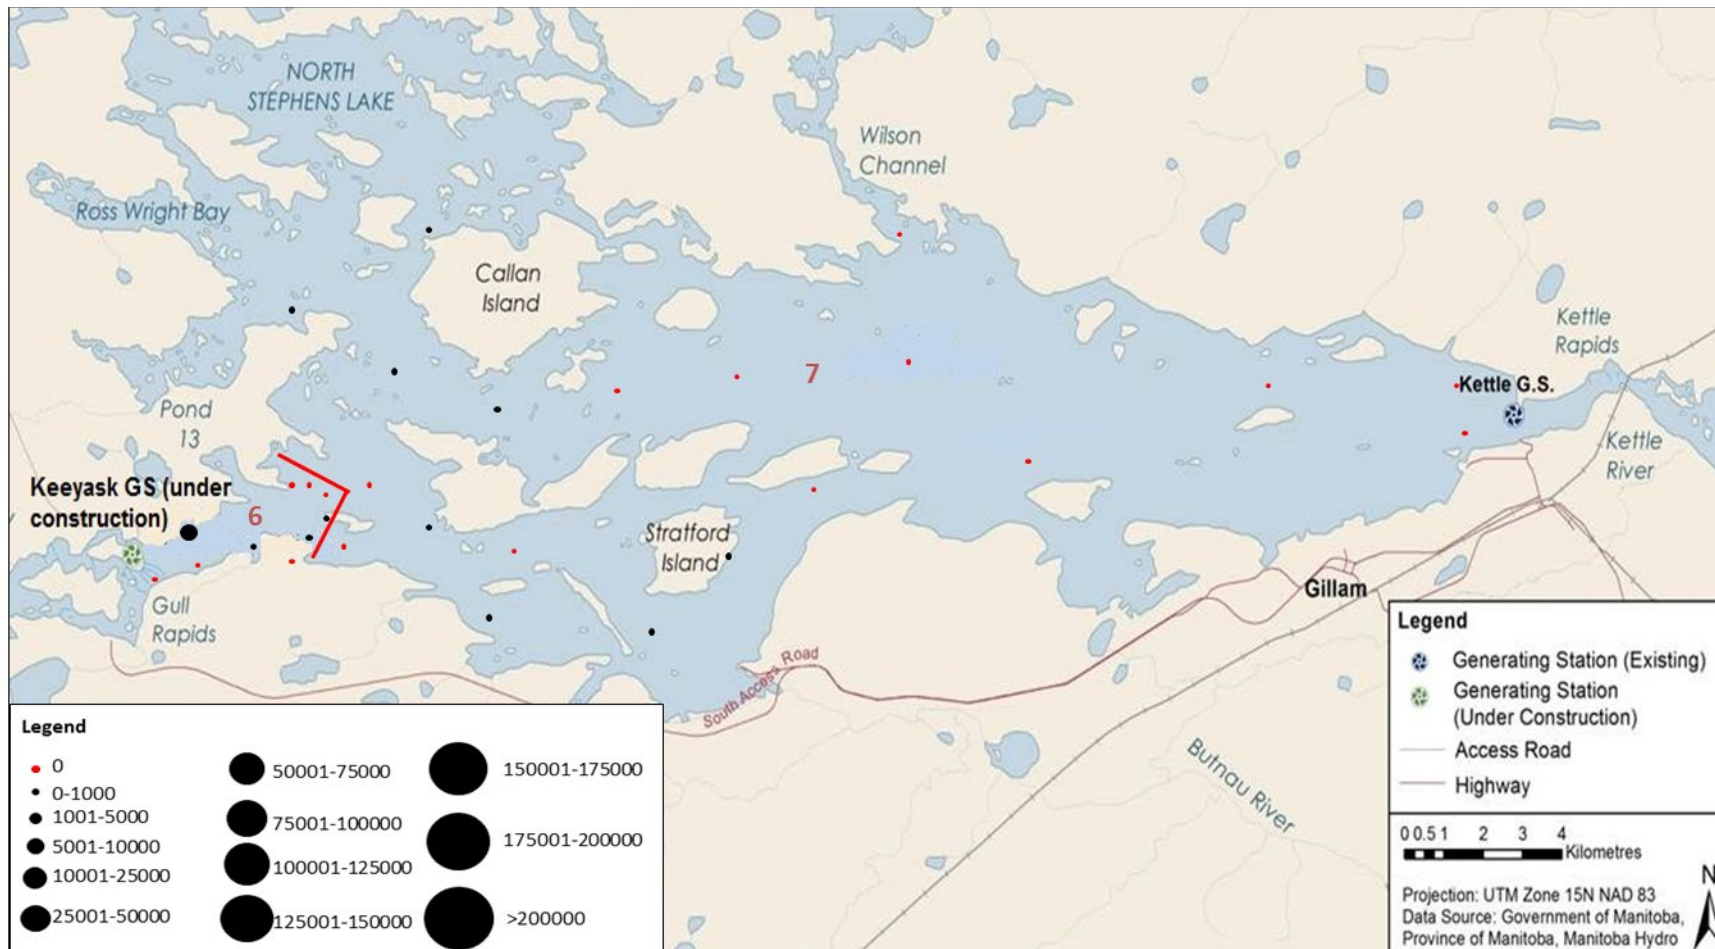 NORTH
STEPHENS LAKE
Wilson
Channel
Ross Wright Bay
Callan
Island
Kettle
Rapids
7
Kettle G.S.
Pond
13
Kettle
River
Keeyask GS (under
construction)
6
Stratford
Island
Gillam
Gull
Rapids
South Access Road
Butnau River
Legend
Generating Station (Existing)
Generating Station
(Under Construction)
Access Road
Highway
0 0.5 1 2 3 4
Kilometres
N
Projection: UTM Zone 15N NAD 83
Data Source: Government of Manitoba,
Province of Manitoba, Manitoba Hydro
Legend
0
0-1000
1001-5000
5001-10000
10001-25000
25001-50000
50001-75000
75001-100000
100001-125000
125001-150000
150001-175000
175001-200000
>200000